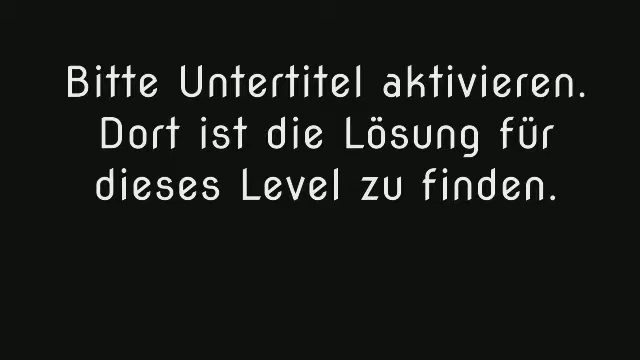 Bitte Untertitel aktivieren.
Dort ist die Lösung für
dieses Level zu finden.